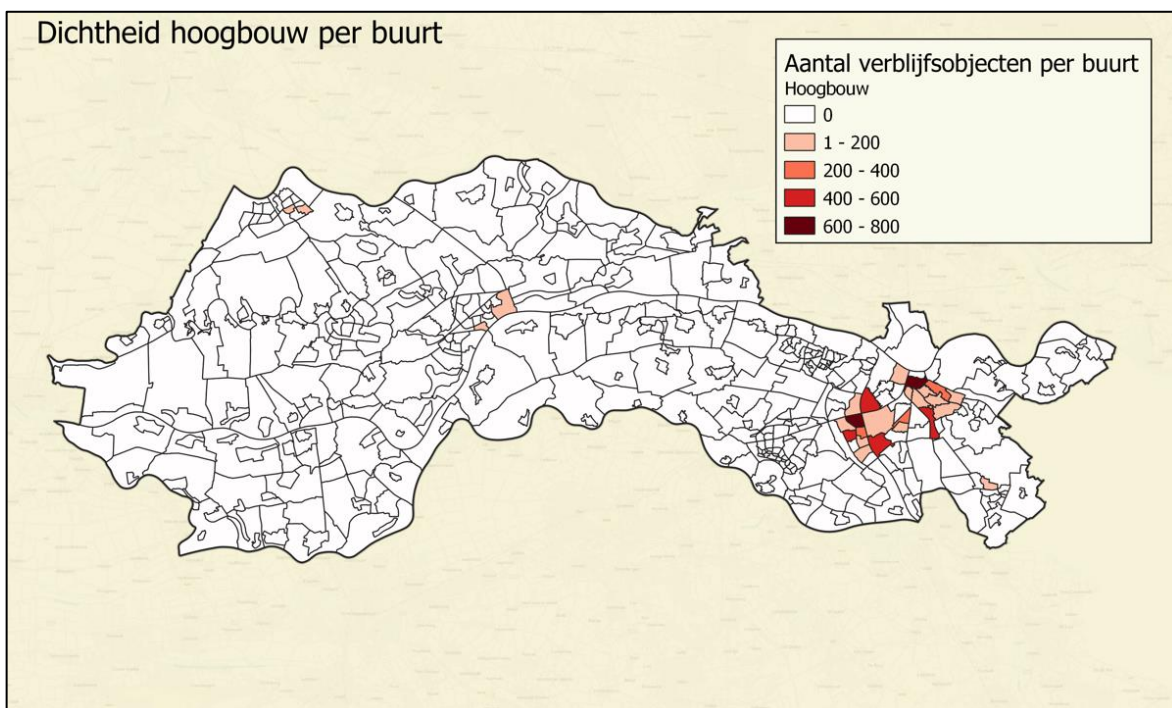 Dichtheid hoogbouw per buurt
Aantal verblijfsobjecten per buurt
Hoogbouw
0
1 - 200
200 - 400
400 - 600
600 - 800